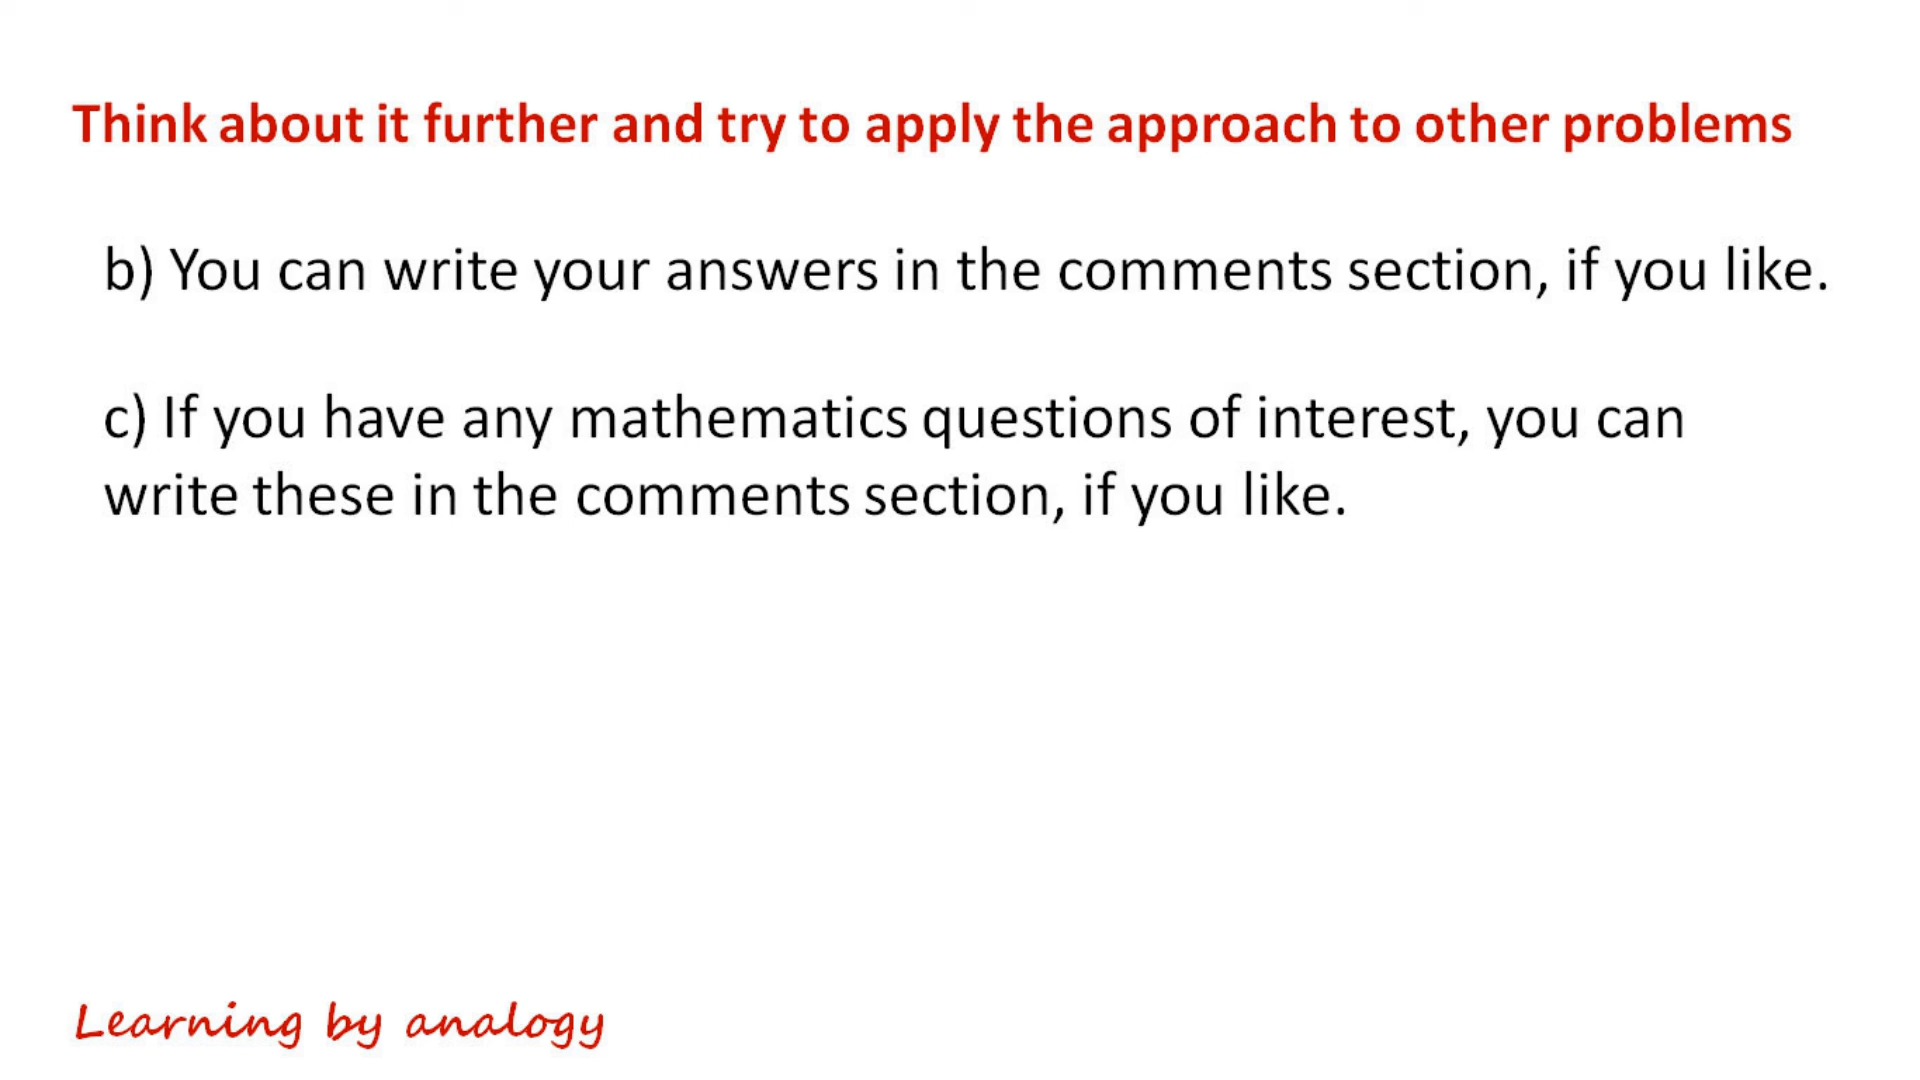 Think about it further and try to apply the approach to other problems
b) You can write your answers in the comments section, if you like.
c) If you have any mathematics questions of interest, you can
write these in the comments section, if you like.
Learning by analogy